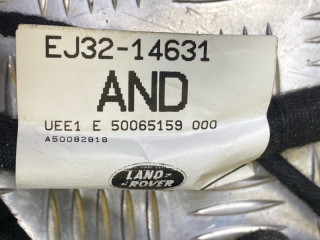 EJ32-14631
AND
UEE1 E 50065159 000
A50082818
LAND
ROVER